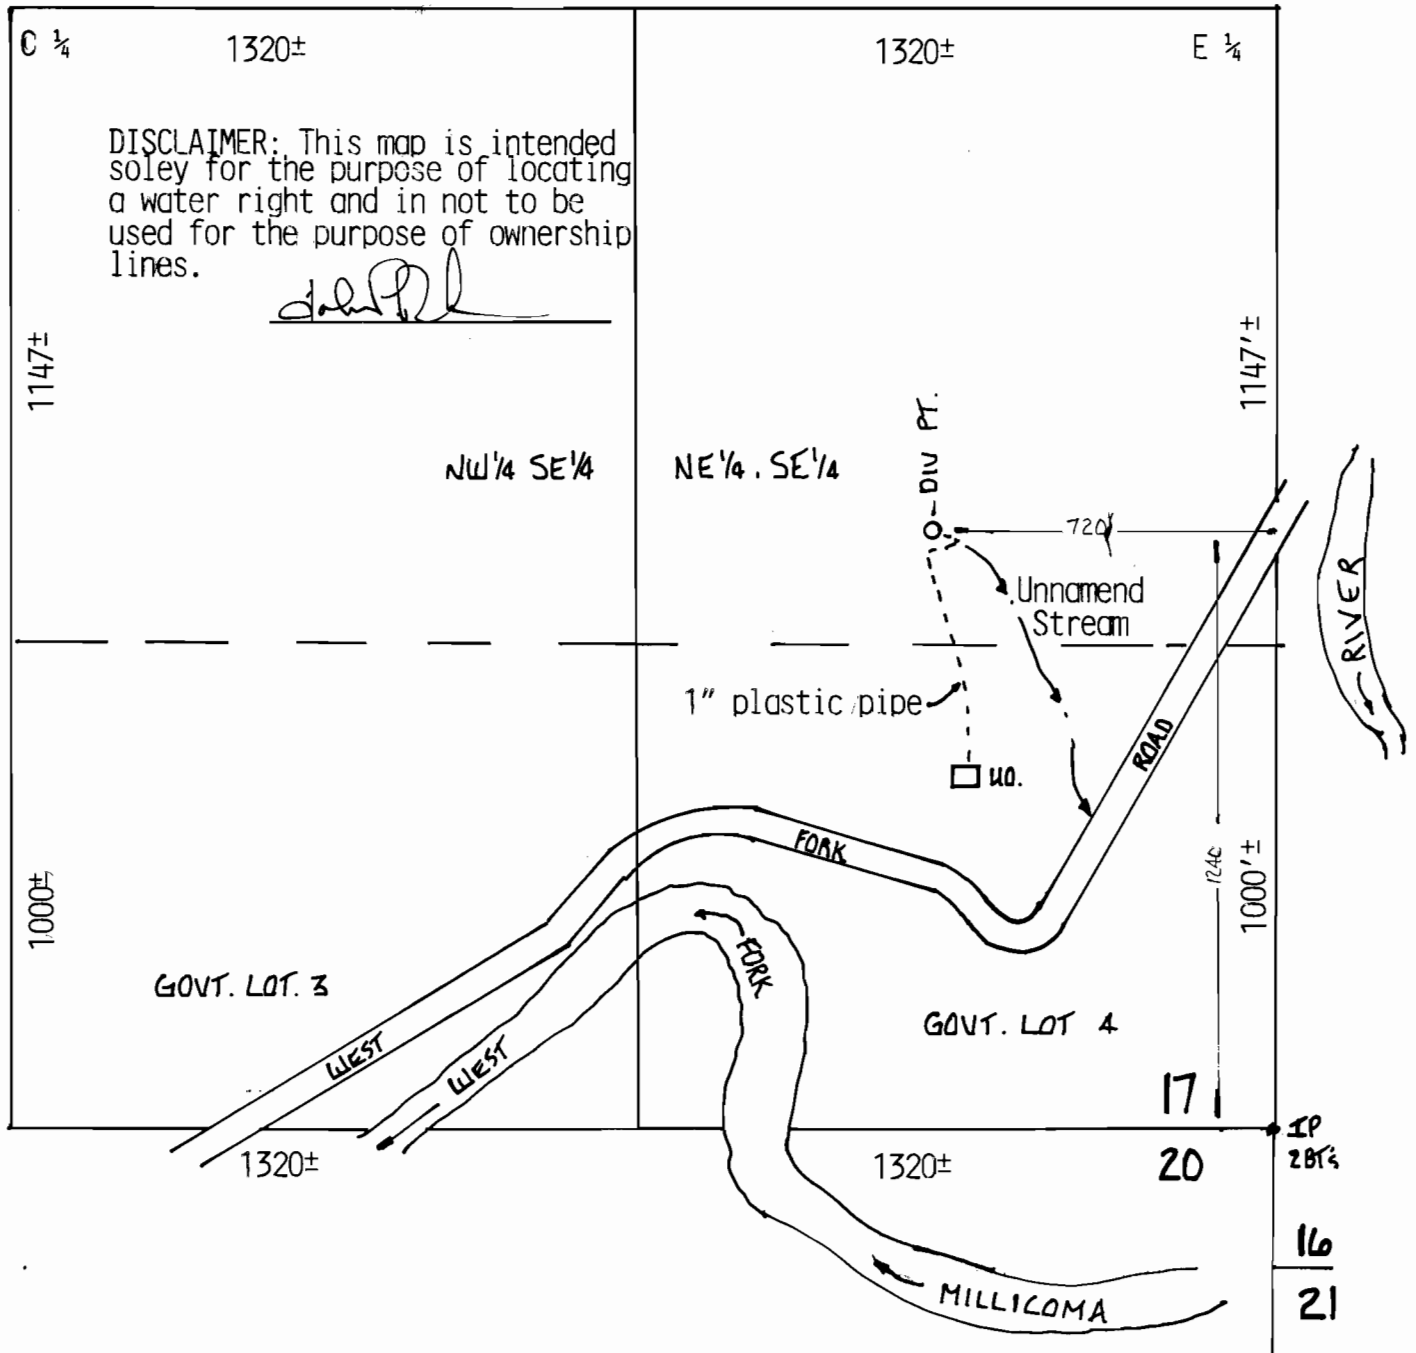 C ¼
1320±
1320±
E ¼
DISCLAIMER: This map is intended
soley for the purpose of locating
a water right and in not to be
used for the purpose of ownership
lines.
1147±
1147'±
NW¼ SE¼
NE¼. SE¼
DIV PT.
720'
Unnamend
Stream
RIVER
1" plastic pipe
HO.
ROAD
FORK
1240
1000±
1000'±
FORK
GOVT. LOT. 3
GOVT. LOT 4
WEST
WEST
17
IP
2BT's
1320±
1320±
20
16
MILLICOMA
21